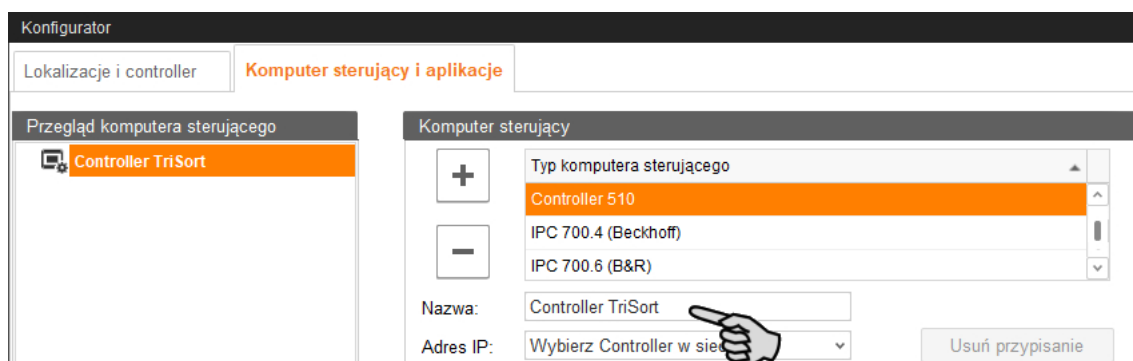 Konfigurator
Lokalizacje i controller
Komputer sterujący i aplikacje
Przegląd komputera sterującego
Controller TriSort
Komputer sterujący
+
Typ komputera sterującego
Controller 510
–
IPC 700.4 (Beckhoff)
IPC 700.6 (B&R)
Nazwa: Controller TriSort
Adres IP: Wybierz Controller w Usuń przypisanie